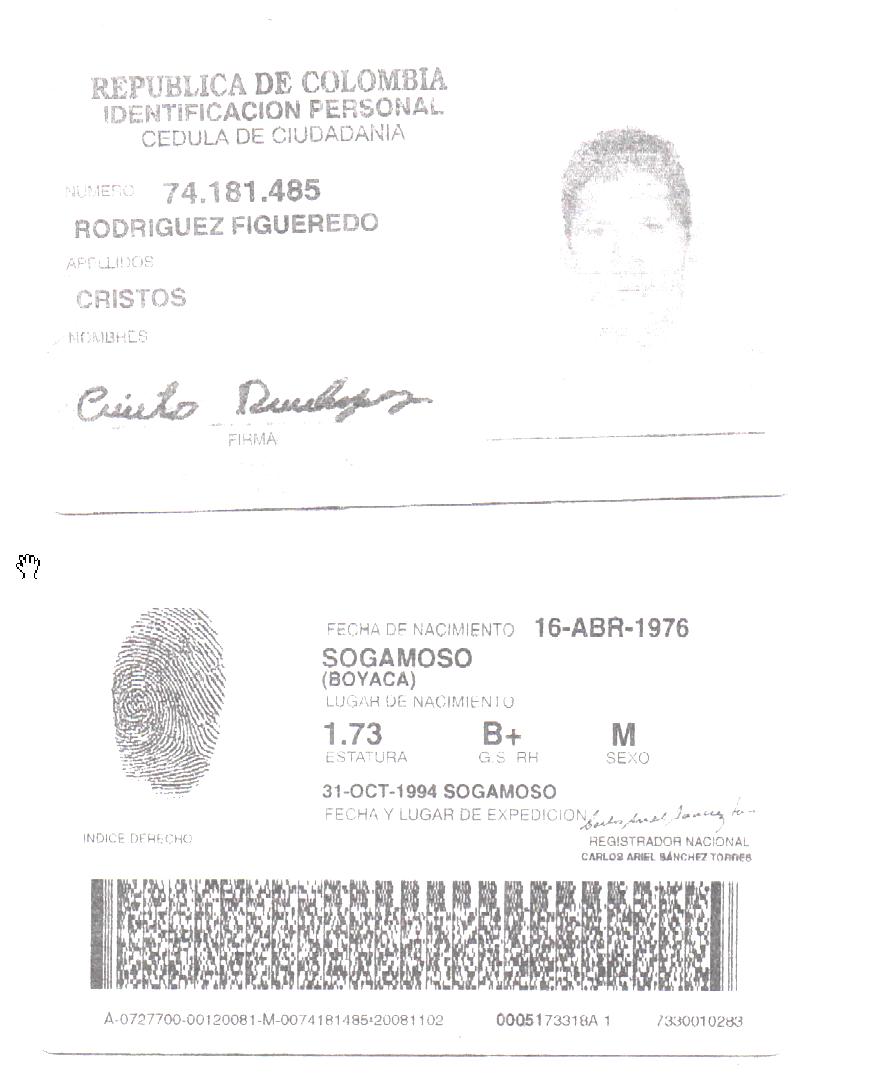 REPUBLICA DE COLOMBIA
IDENTIFICACION PERSONAL
CEDULA DE CIUDADANIA
NUMERO 74.181.485
RODRIGUEZ FIGUEREDO
APELLIDOS
CRISTOS
NOMBRES
FIRMA
FECHA DE NACIMIENTO 16-ABR-1976
SOGAMOSO
(BOYACA)
LUGAR DE NACIMIENTO
1.73 B+ M
ESTATURA G.S. RH SEXO
31-OCT-1994 SOGAMOSO
FECHA Y LUGAR DE EXPEDICION
INDICE DERECHO
REGISTRADOR NACIONAL
CARLOS ARIEL SÁNCHEZ TORRES
A-0727700-00120081-M-0074181485-20081102 0005173318A 1 7330010283